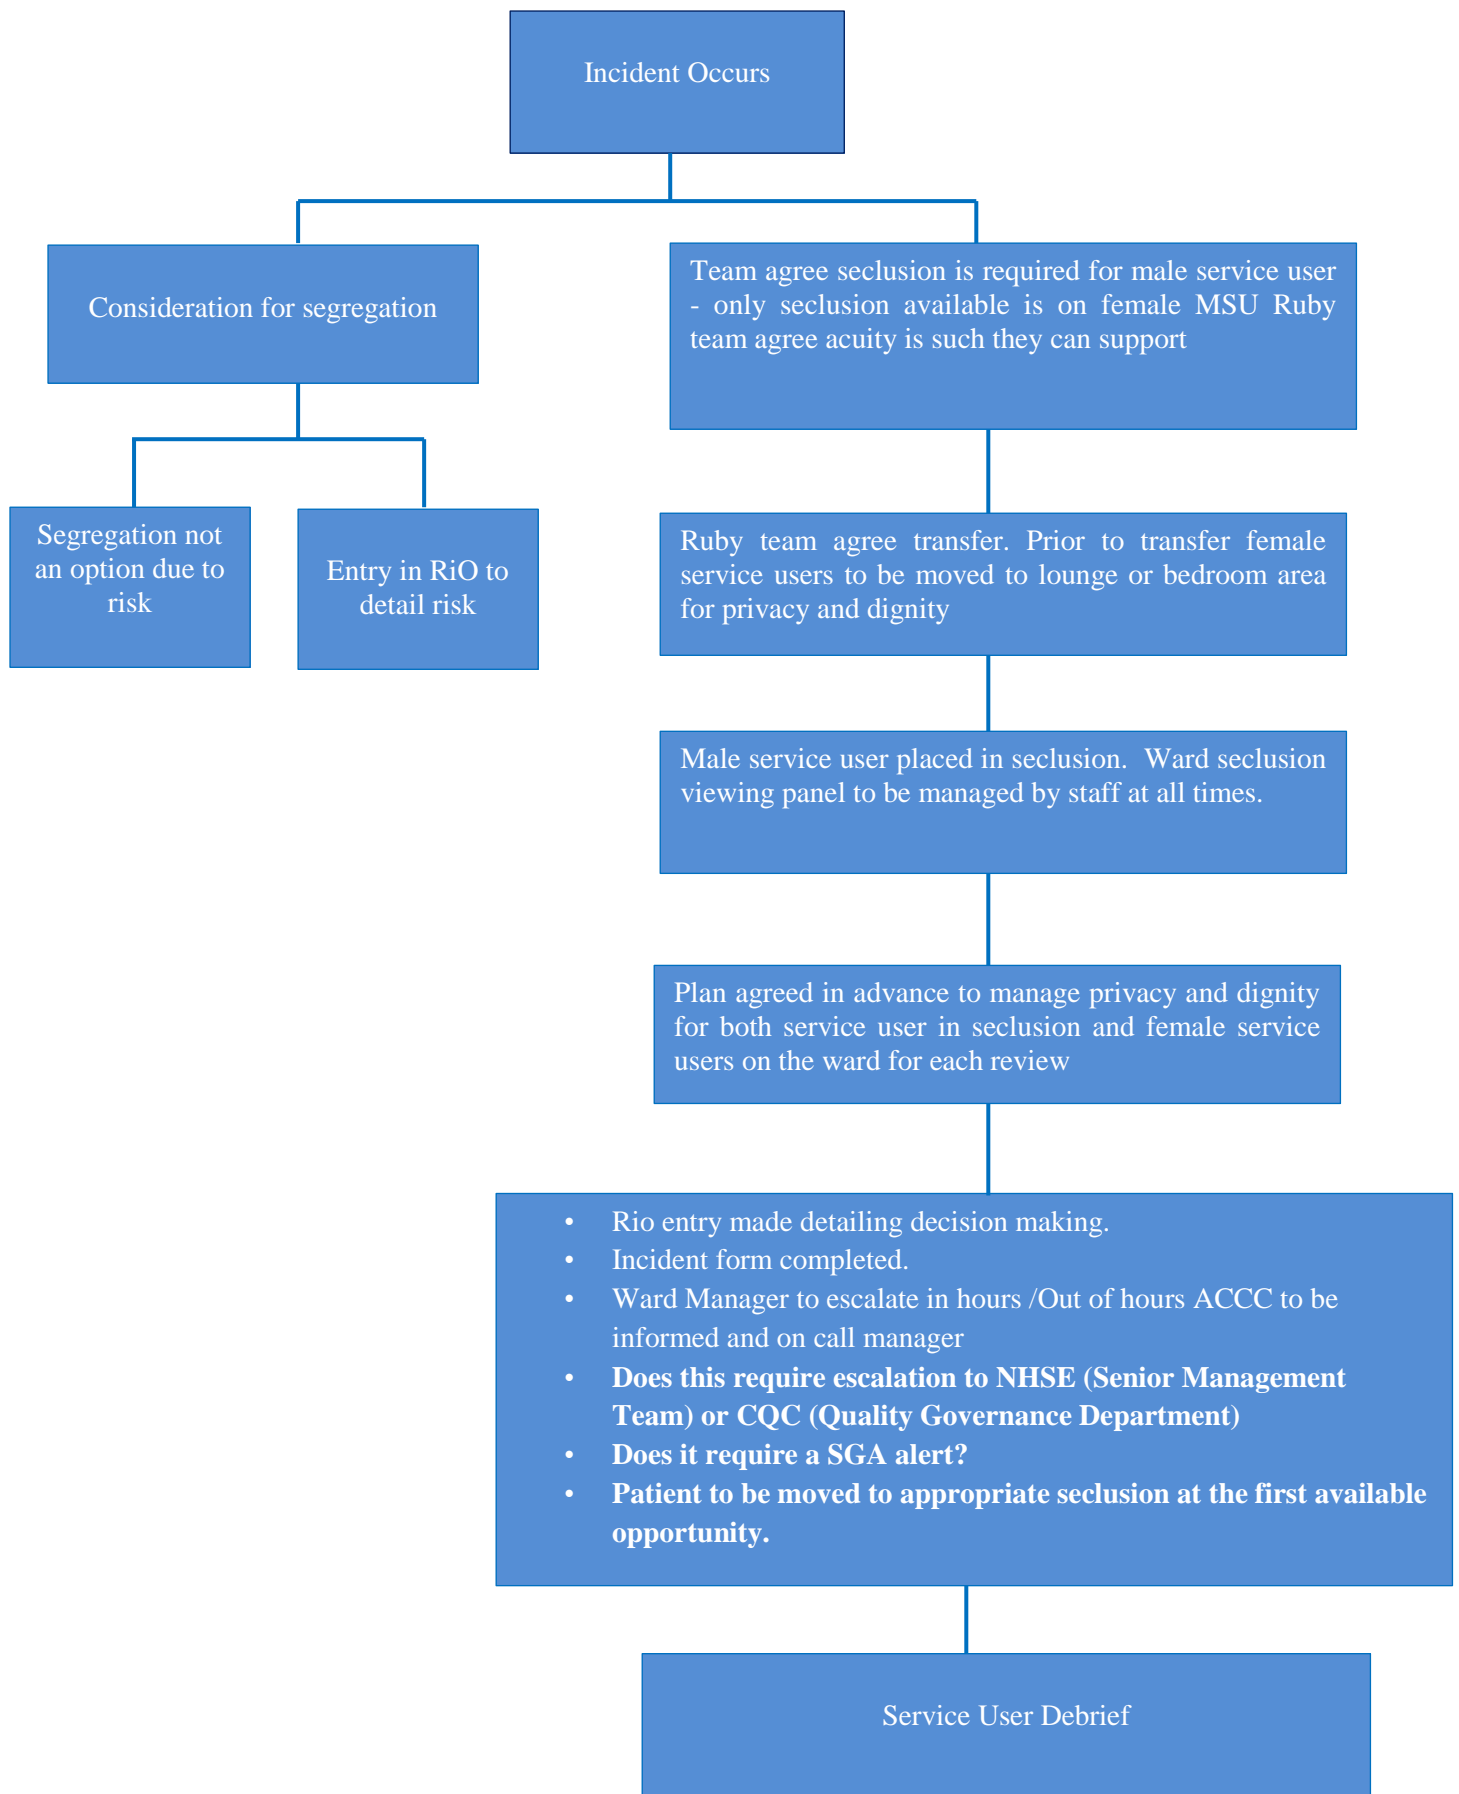 Incident Occurs
Consideration for segregation
Team agree seclusion is required for male service user
- only seclusion available is on female MSU Ruby
team agree acuity is such they can support
Segregation not
an option due to
risk
Entry in RiO to
detail risk
Ruby team agree transfer. Prior to transfer female
service users to be moved to lounge or bedroom area
for privacy and dignity
Male service user placed in seclusion. Ward seclusion
viewing panel to be managed by staff at all times.
Plan agreed in advance to manage privacy and dignity
for both service user in seclusion and female service
users on the ward for each review
• Rio entry made detailing decision making.
• Incident form completed.
• Ward Manager to escalate in hours /Out of hours ACCC to be
informed and on call manager
• Does this require escalation to NHSE (Senior Management
Team) or CQC (Quality Governance Department)
• Does it require a SGA alert?
• Patient to be moved to appropriate seclusion at the first available
opportunity.
Service User Debrief